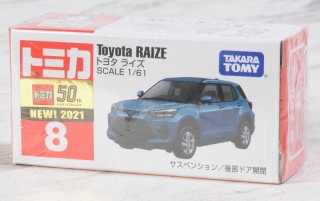 トミカ
Toyota RAIZE
トヨタ ライズ
SCALE 1/61
TAKARA
TOMY
トミカ
50th
ANNIVERSARY
NEW! 2021
8
サスペンション／後面ドア開閉